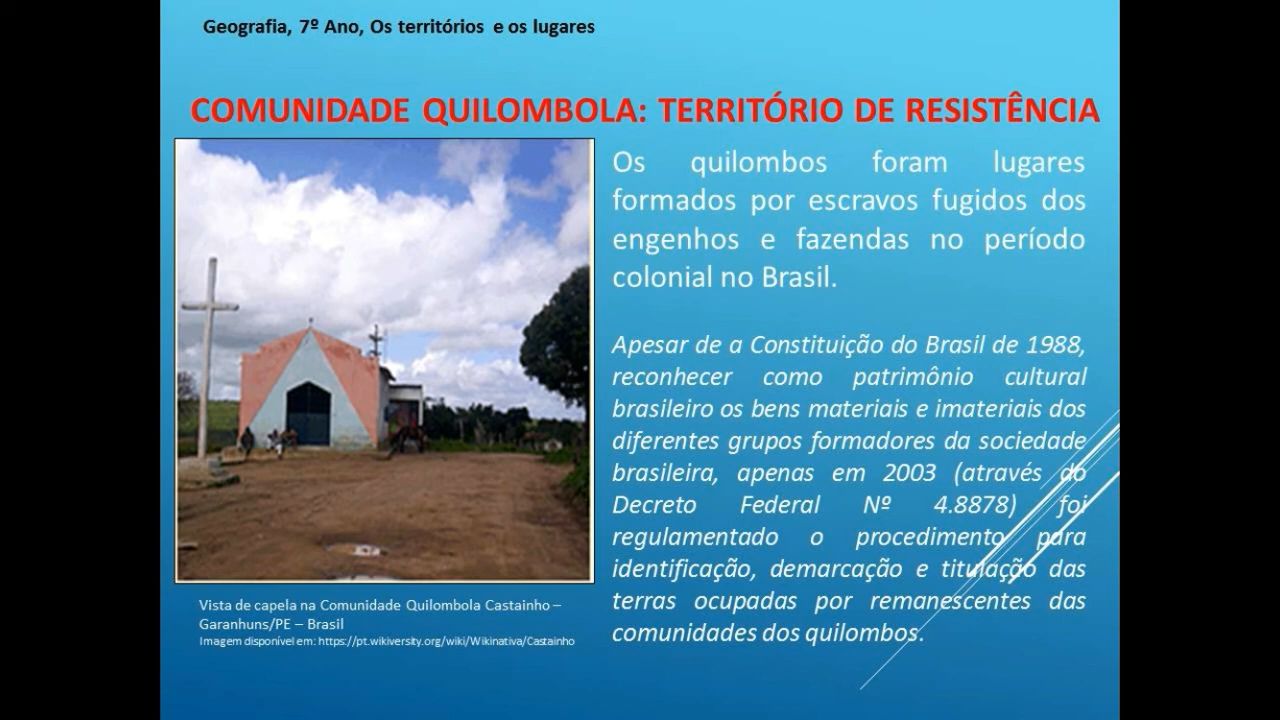 Geografia, 7º Ano, Os territórios e os lugares
COMUNIDADE QUILOMBOLA: TERRITÓRIO DE RESISTÊNCIA
Os quilombos foram lugares
formados por escravos fugidos dos
engenhos e fazendas no período
colonial no Brasil.
Apesar de a Constituição do Brasil de 1988,
reconhecer como patrimônio cultural
brasileiro os bens materiais e imateriais dos
diferentes grupos formadores da sociedade
brasileira, apenas em 2003 (através do
Decreto Federal Nº 4.8878) foi
regulamentado o procedimento para
identificação, demarcação e titulação das
terras ocupadas por remanescentes das
comunidades dos quilombos.
Vista de capela na Comunidade Quilombola Castainho –
Garanhuns/PE – Brasil
Imagem disponível em: https://pt.wikiversity.org/wiki/Wikinativa/Castainho